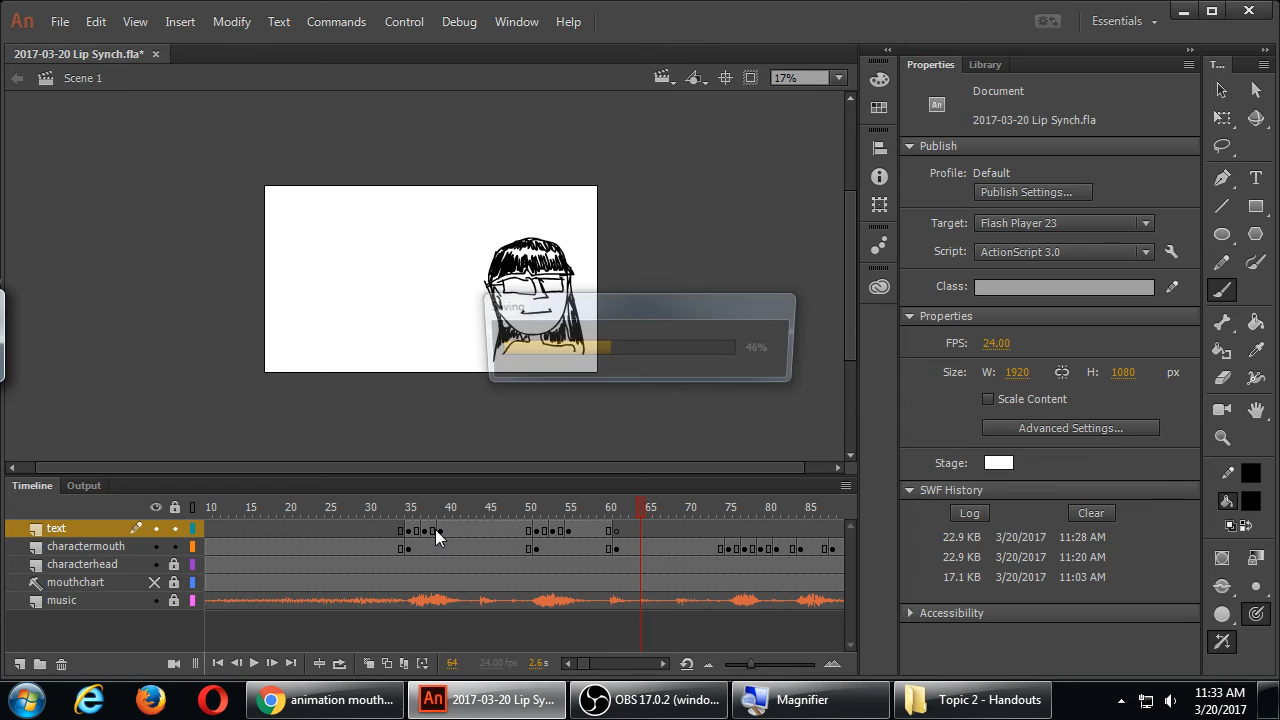 An File Edit View Insert Modify Text Commands Control Debug Window Help Essentials
2017-03-20 Lip Synch.fla* ×
Scene 1 17%
Properties Library T...
Document
An 2017-03-20 Lip Synch.fla
Publish
Profile: Default
Publish Settings...
Target: Flash Player 23
Script: ActionScript 3.0
Class:
Properties
FPS: 24.00
Size: W: 1920 H: 1080 px
Scale Content
Advanced Settings...
Stage:
SWF History
Log Clear
22.9 KB 3/20/2017 11:28 AM
22.9 KB 3/20/2017 11:26 AM
17.1 KB 3/20/2017 11:03 AM
Accessibility
46%
Timeline Output
10 15 20 25 30 35 40 45 50 55 60 65 70 75 80 85
text
charactermouth
characterhead
mouthchart
music
64 24.00 fps 2.6 s
animation mouth... An 2017-03-20 Lip Sy... OBS 17.0.2 (windo... Magnifier Topic 2 - Handouts
11:33 AM
3/20/2017